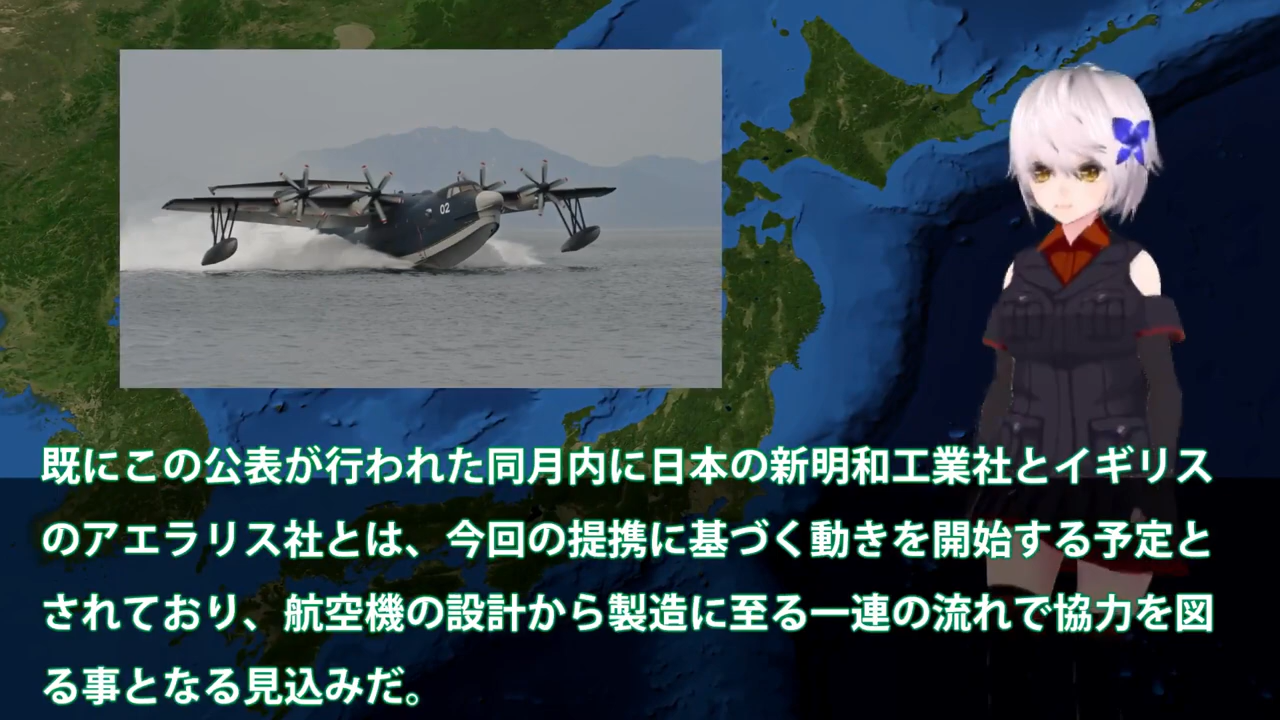 02
既にこの公表が行われた同月内に日本の新明和工業社とイギリス
のアエラリス社とは、今回の提携に基づく動きを開始する予定と
されており、航空機の設計から製造に至る一連の流れで協力を図
る事となる見込みだ。